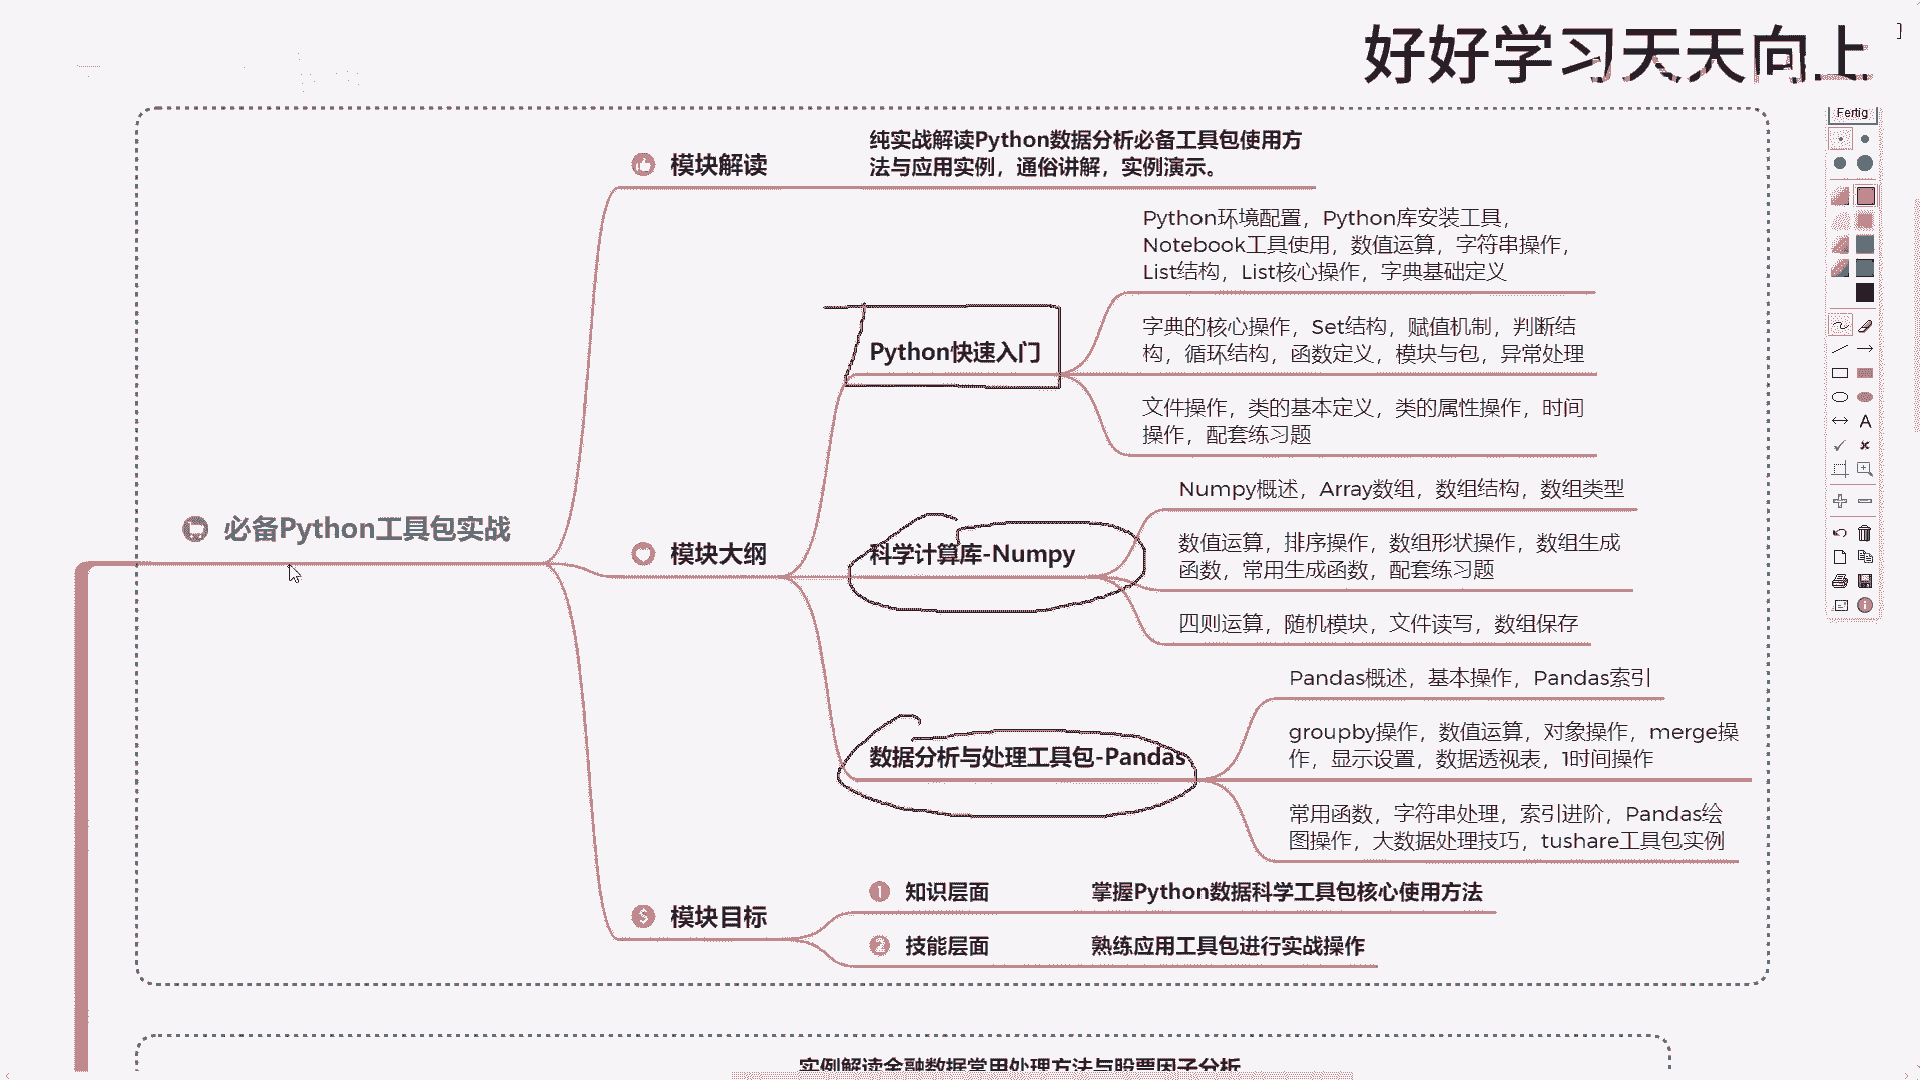 好好学习天天向上
Fertig
模块解读
纯实战解读Python数据分析必备工具包使用方
法与应用实例，通俗讲解，实例演示。
Python环境配置，Python库安装工具，
Notebook工具使用，数值运算，字符串操作，
List结构，List核心操作，字典基础定义
Python快速入门
字典的核心操作，Set结构，赋值机制，判断结
构，循环结构，函数定义，模块与包，异常处理
文件操作，类的基本定义，类的属性操作，时间
操作，配套练习题
必备Python工具包实战
模块大纲
科学计算库-Numpy
Numpy概述，Array数组，数组结构，数组类型
数值运算，排序操作，数组形状操作，数组生成
函数，常用生成函数，配套练习题
四则运算，随机模块，文件读写，数组保存
数据分析与处理工具包-Pandas
Pandas概述，基本操作，Pandas索引
groupby操作，数值运算，对象操作，merge操
作，显示设置，数据透视表，1时间操作
常用函数，字符串处理，索引进阶，Pandas绘
图操作，大数据处理技巧，tushare工具包实例
模块目标
1 知识层面
掌握Python数据科学工具包核心使用方法
2 技能层面
熟练应用工具包进行实战操作
实例解读金融数据常用处理方法与股票因子分析